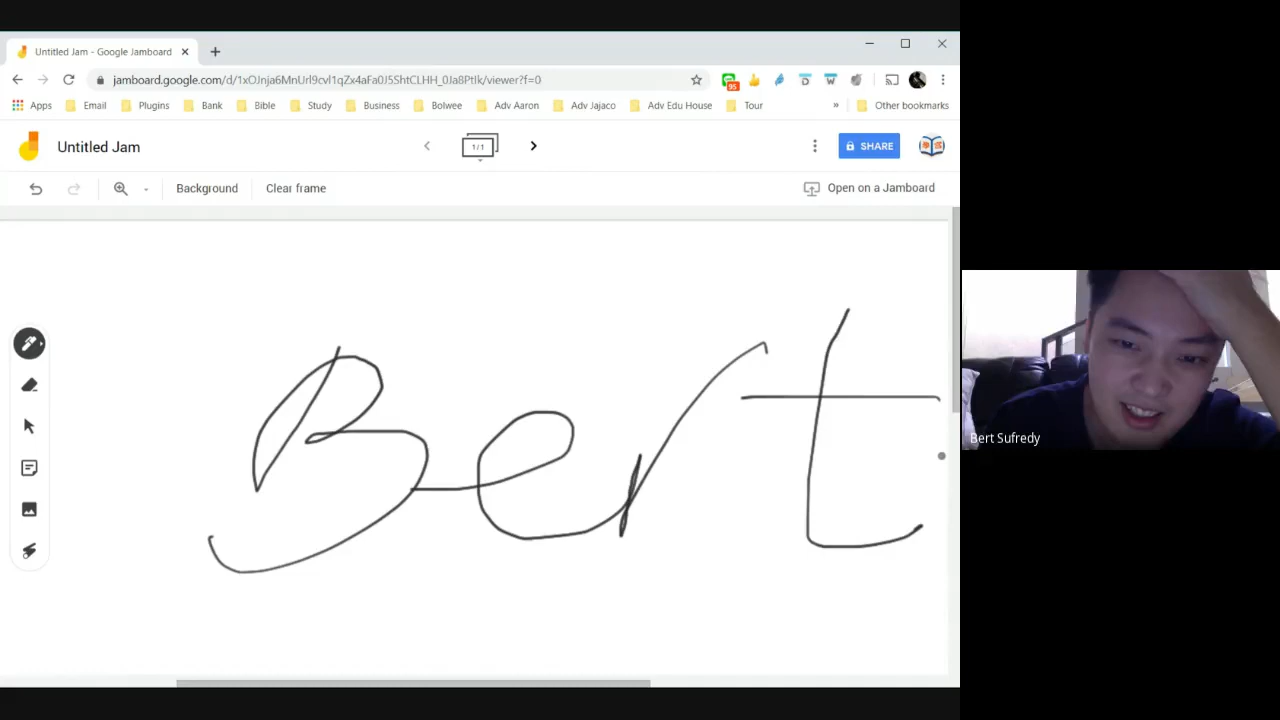 Untitled Jam - Google Jamboard
jamboard.google.com/d/1xOJnja6MnUrl9cvl1qZx4aFa0J5ShtCLHH_0Ja8PtIk/viewer?f=0
95
Apps Email Plugins Bank Bible Study Business Bolwee Adv Aaron Adv Jajaco Adv Edu House Tour » Other bookmarks
Untitled Jam
1/1
SHARE
Background Clear frame
Open on a Jamboard
Bert
Bert Sufredy